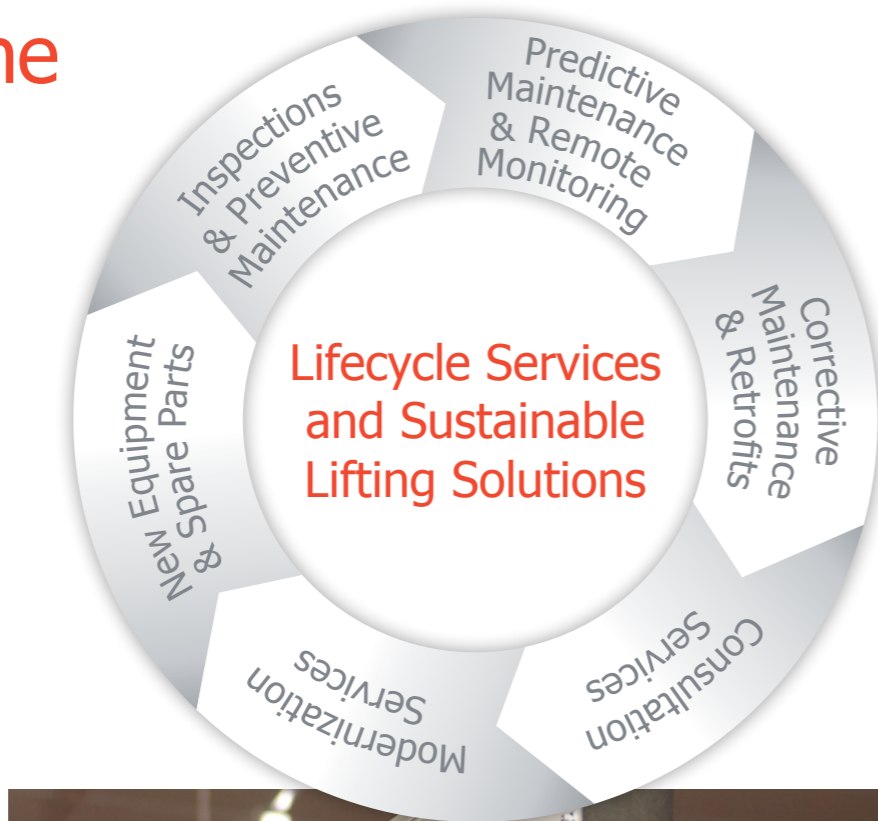 ne
Predictive
Maintenance
& Remote
Monitoring
Corrective
Maintenance
& Retrofits
Consultation
Services
Modernization
Services
New Equipment
& Spare Parts
Inspections
& Preventive
Maintenance
Lifecycle Services
and Sustainable
Lifting Solutions